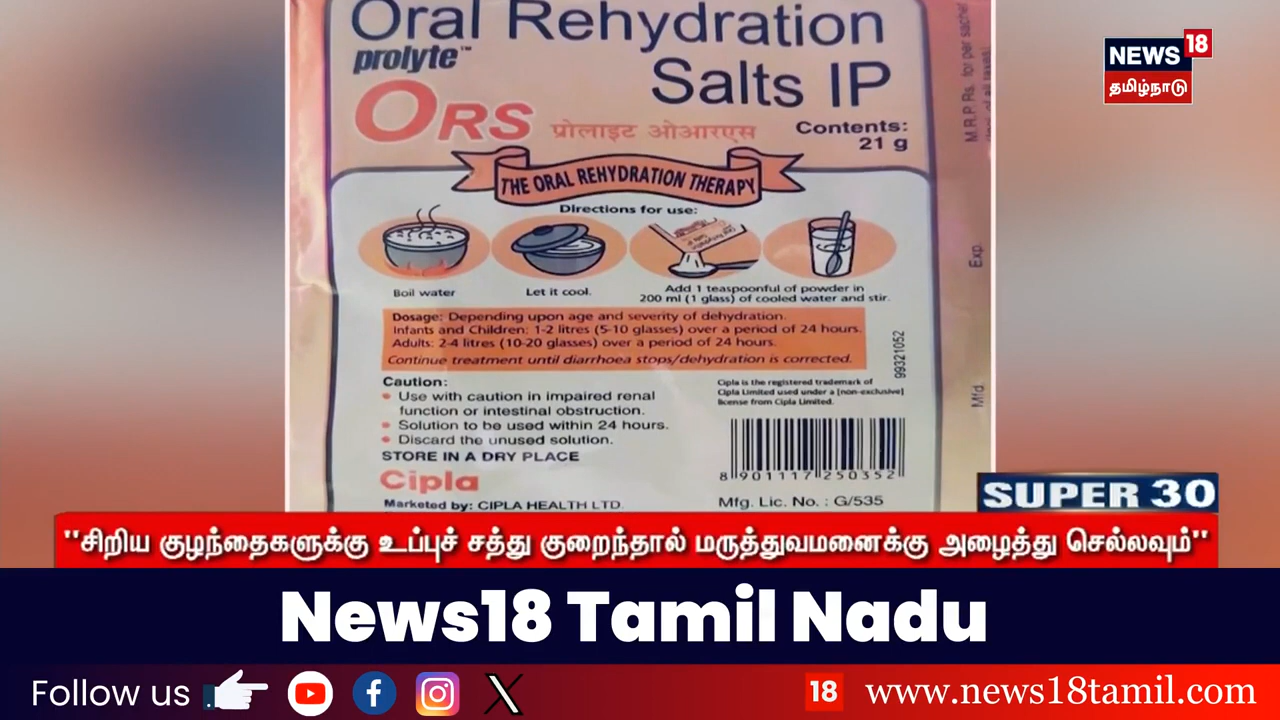 Oral Rehydration
Salts IP
prolyte™
ORS प्रोलाइट ओआरएस
Contents:
21 g
THE ORAL REHYDRATION THERAPY
Directions for use:
Boil water
Let it cool.
Add 1 teaspoonful of powder in
200 ml (1 glass) of cooled water and stir.
Dosage: Depending upon age and severity of dehydration.
Infants and Children: 1-2 litres (5-10 glasses) over a period of 24 hours.
Adults: 2-4 litres (10-20 glasses) over a period of 24 hours.
Continue treatment until diarrhoea stops/dehydration is corrected.
Caution:
• Use with caution in impaired renal
function or intestinal obstruction.
• Solution to be used within 24 hours.
• Discard the unused solution.
STORE IN A DRY PLACE
Cipla
Marketed by: CIPLA HEALTH LTD.
Cipla is the registered trademark of
Cipla Limited used under a [non-exclusive]
license from Cipla Limited.
99321052
8 901117 250352
Mfg. Lic. No. : G/535
M.R.P Rs. for per sachet
of all taxes
Exp.
Mfd.
NEWS 18
தமிழ்நாடு
SUPER 30
"சிறிய குழந்தைகளுக்கு உப்புச் சத்து குறைந்தால் மருத்துவமனைக்கு அழைத்து செல்லவும்"
News18 Tamil Nadu
Follow us
18 www.news18tamil.com